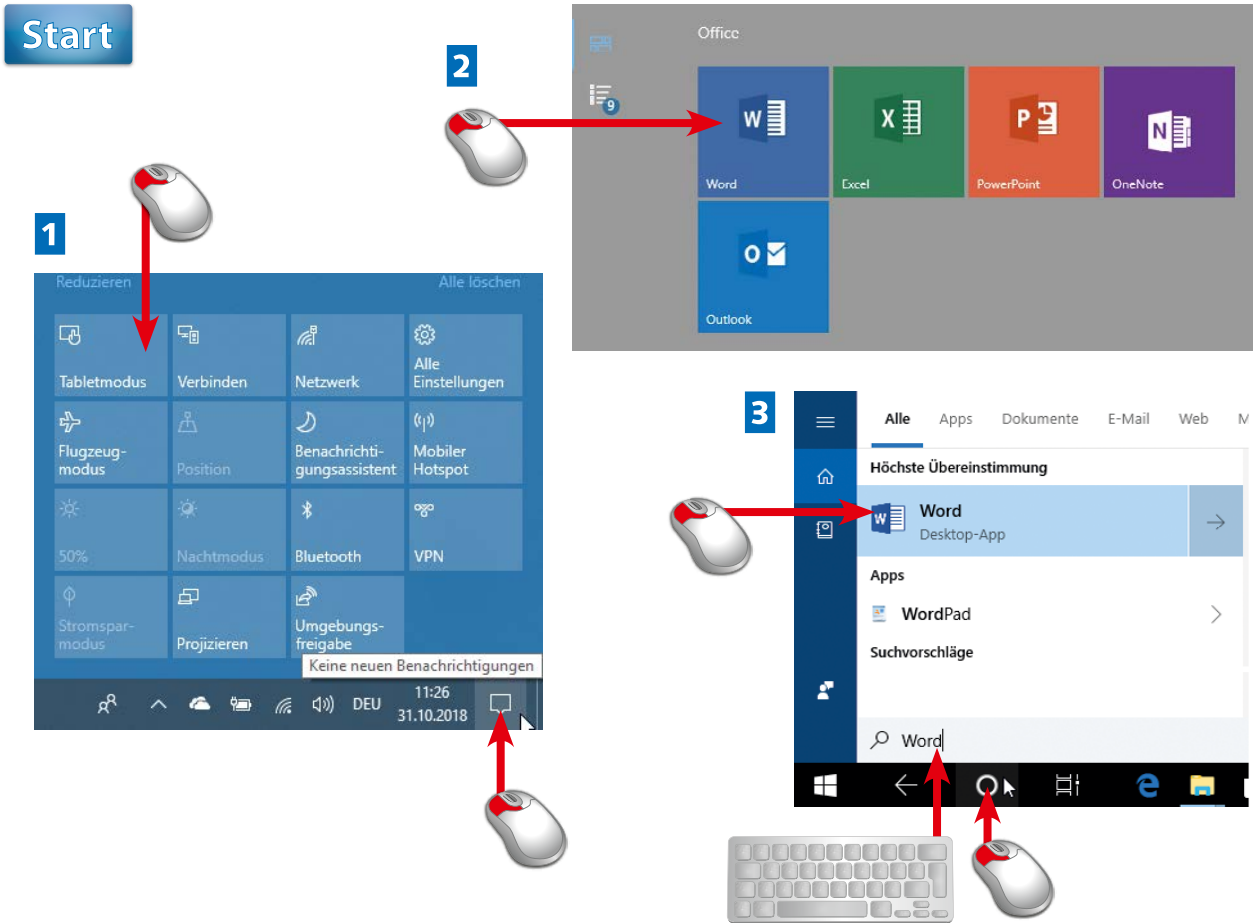 Start
2
Office
9
Word
Excel
PowerPoint
OneNote
Outlook
1
Reduzieren
Alle löschen
Tabletmodus
Verbinden
Netzwerk
Alle
Einstellungen
Flugzeug-
modus
Position
Benachrichti-
gungsassistent
Mobiler
Hotspot
50%
Nachtmodus
Bluetooth
VPN
Stromspar-
modus
Projizieren
Umgebungs-
freigabe
Keine neuen Benachrichtigungen
DEU
11:26
31.10.2018
3
Alle Apps Dokumente E-Mail Web M
Höchste Übereinstimmung
Word
Desktop-App
Apps
WordPad
Suchvorschläge
Word